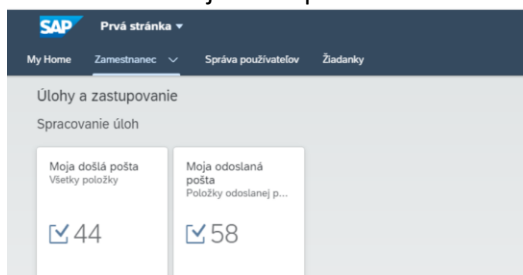 SAP Prvá stránka
My Home Zamestnanec Správa používateľov Žiadanky
Úlohy a zastupovanie
Spracovanie úloh
Moja došlá pošta
Všetky položky
44
Moja odoslaná
pošta
Položky odoslanej p...
58